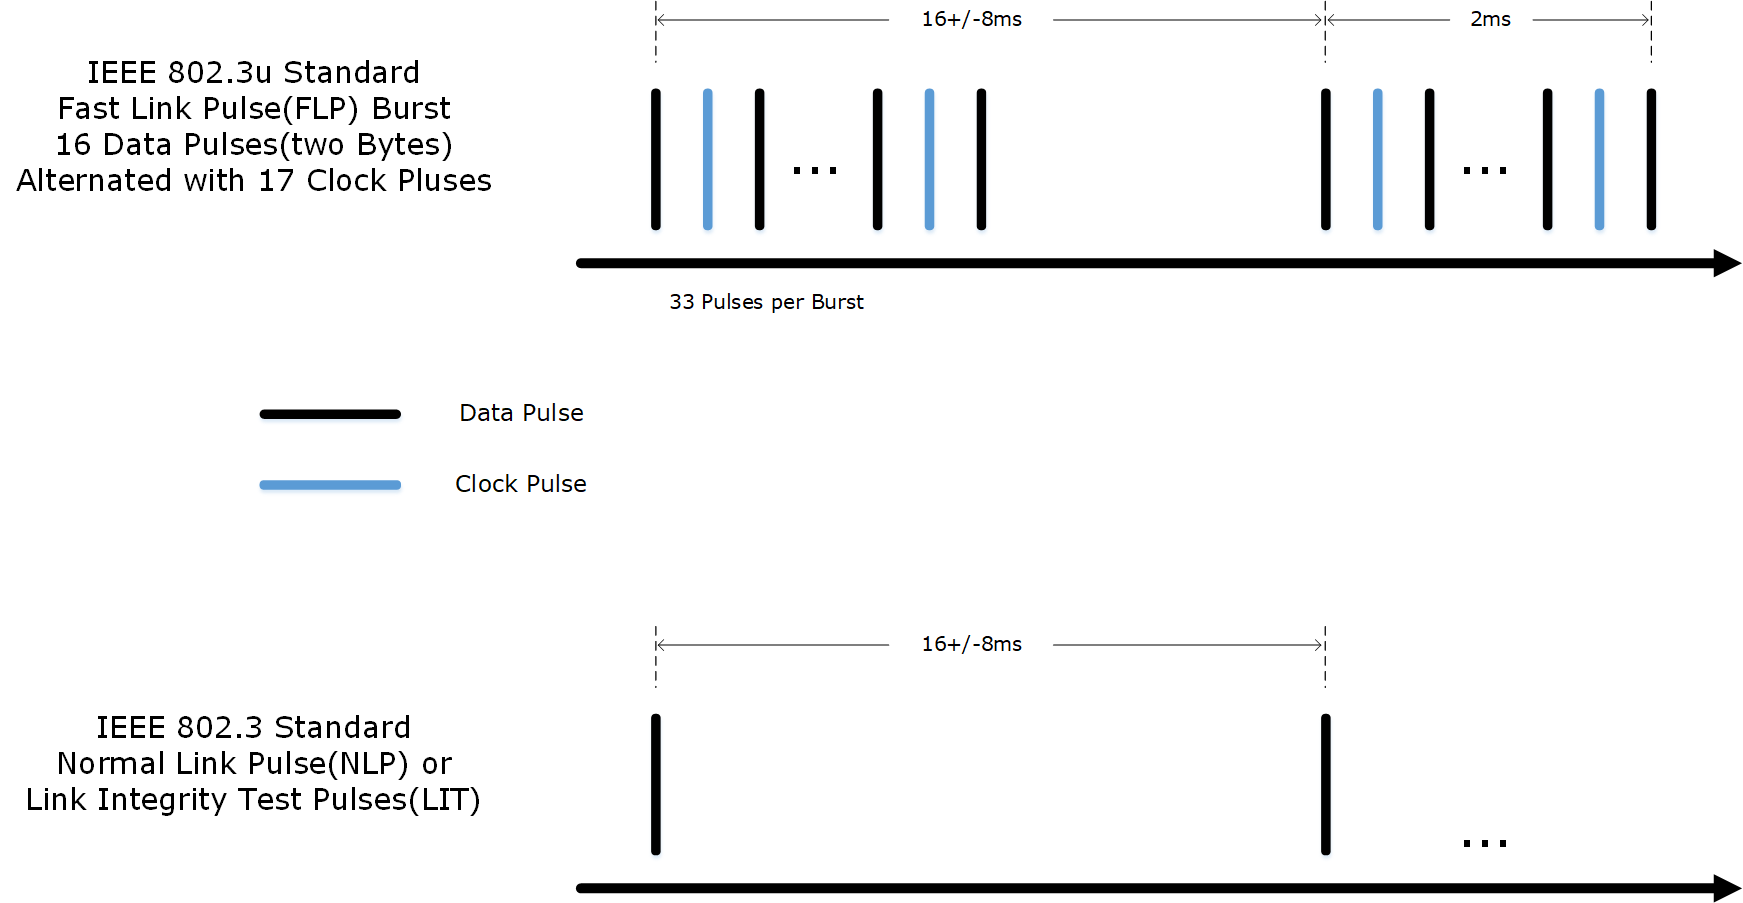 16+/-8ms
2ms
IEEE 802.3u Standard
Fast Link Pulse(FLP) Burst
16 Data Pulses(two Bytes)
Alternated with 17 Clock Pluses
...
...
33 Pulses per Burst
Data Pulse
Clock Pulse
16+/-8ms
IEEE 802.3 Standard
Normal Link Pulse(NLP) or
Link Integrity Test Pulses(LIT)
...